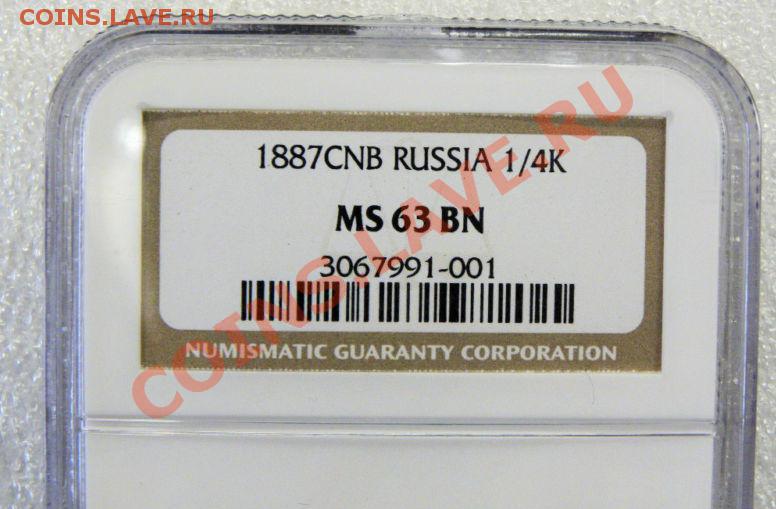 COINS.LAVE.RU
1887CNB RUSSIA 1/4K
MS 63 BN
3067991-001
NUMISMATIC GUARANTY CORPORATION
COINS.LAVE.RU